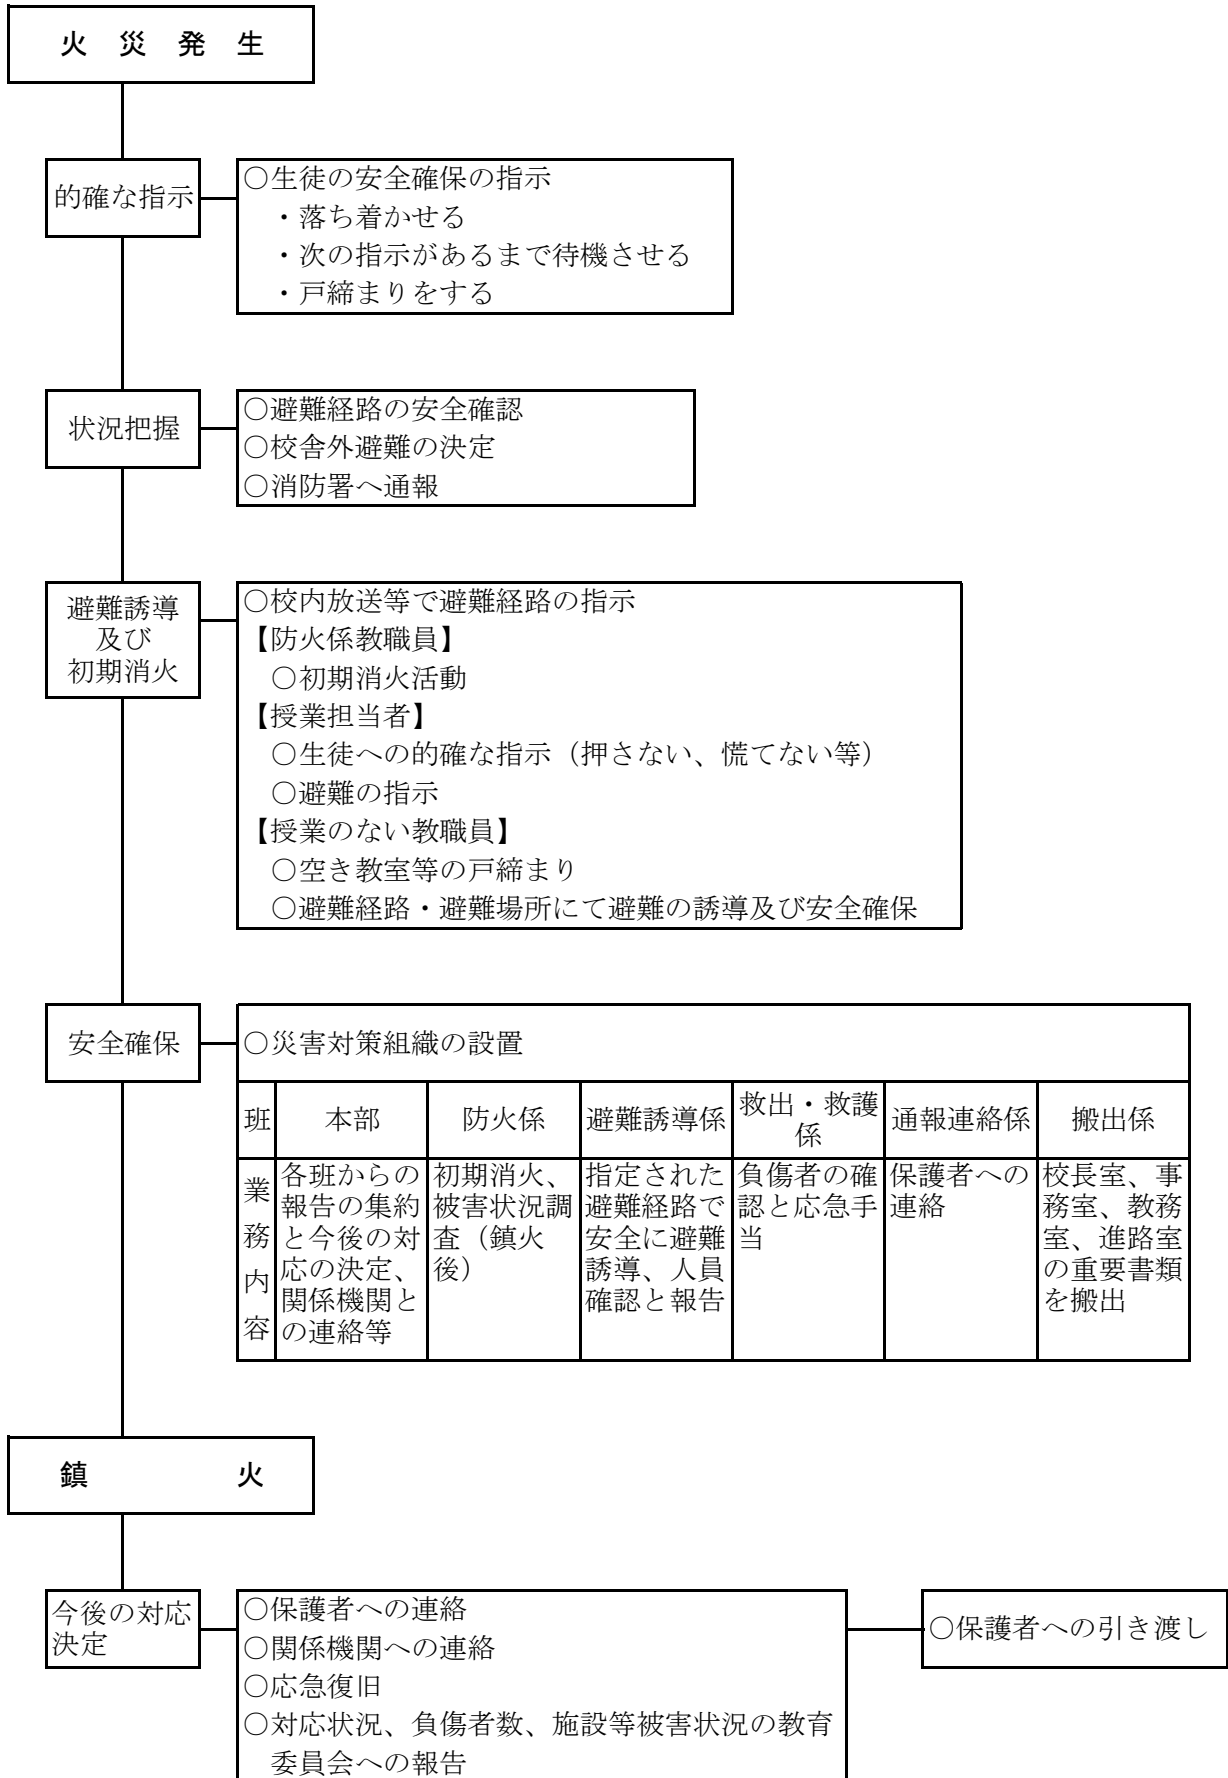 火 災 発 生
的確な指示
○生徒の安全確保の指示
・落ち着かせる
・次の指示があるまで待機させる
・戸締まりをする
状況把握
○避難経路の安全確認
○校舎外避難の決定
○消防署へ通報
避難誘導
及び
初期消火
○校内放送等で避難経路の指示
【防火係教職員】
○初期消火活動
【授業担当者】
○生徒への的確な指示（押さない、慌てない等）
○避難の指示
【授業のない教職員】
○空き教室等の戸締まり
○避難経路・避難場所にて避難の誘導及び安全確保
安全確保
○災害対策組織の設置
班
本部
防火係
避難誘導係
救出・救護
係
通報連絡係
搬出係
業
務
内
容
各班からの
報告の集約
と今後の対
応の決定、
関係機関と
の連絡等
初期消火、
被害状況調
査（鎮火
後）
指定された
避難経路で
安全に避難
誘導、人員
確認と報告
負傷者の確
認と応急手
当
保護者への
連絡
校長室、事
務室、教務
室、進路室
の重要書類
を搬出
鎮 火
今後の対応
決定
○保護者への連絡
○関係機関への連絡
○応急復旧
○対応状況、負傷者数、施設等被害状況の教育
委員会への報告
○保護者への引き渡し